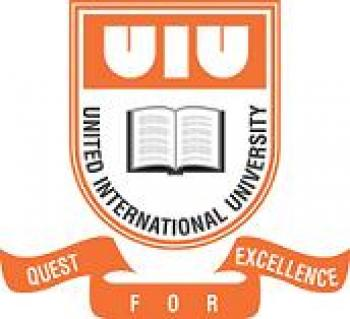 UIU
UNITED INTERNATIONAL UNIVERSITY
QUEST
FOR
EXCELLENCE